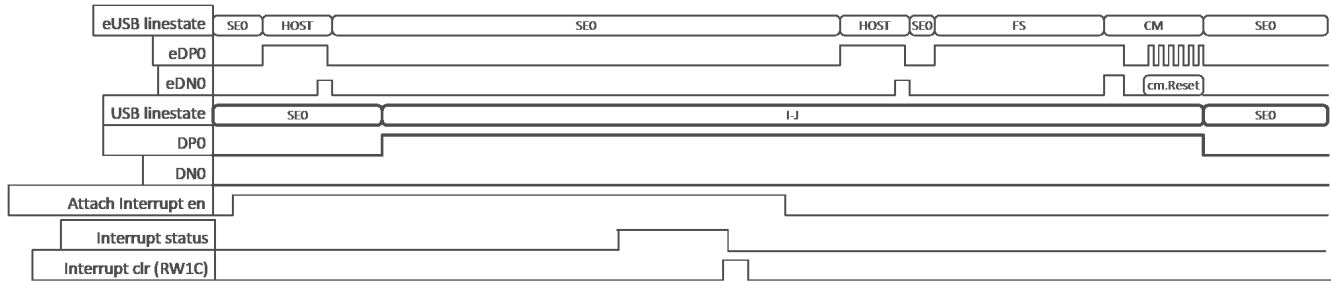 eUSB linestate SE0 HOST SE0 HOST SE0 FS CM SE0
eDP0
eDN0 cm.Reset
USB linestate SE0 I-J SE0
DP0
DN0
Attach Interrupt en
Interrupt status
Interrupt clr (RW1C)